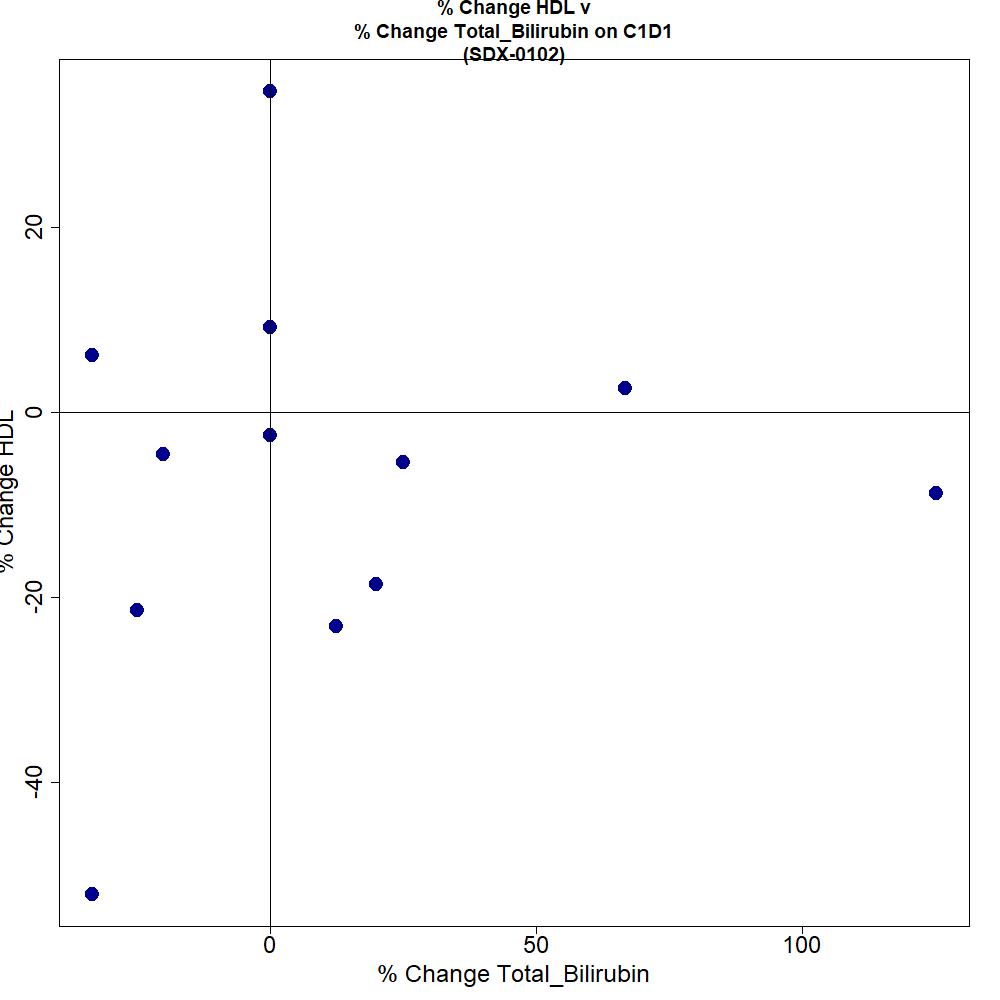 % Change HDL v
% Change Total_Bilirubin on C1D1
(SDX-0102)
% Change HDL
20
0
-20
-40
0
50
100
% Change Total_Bilirubin